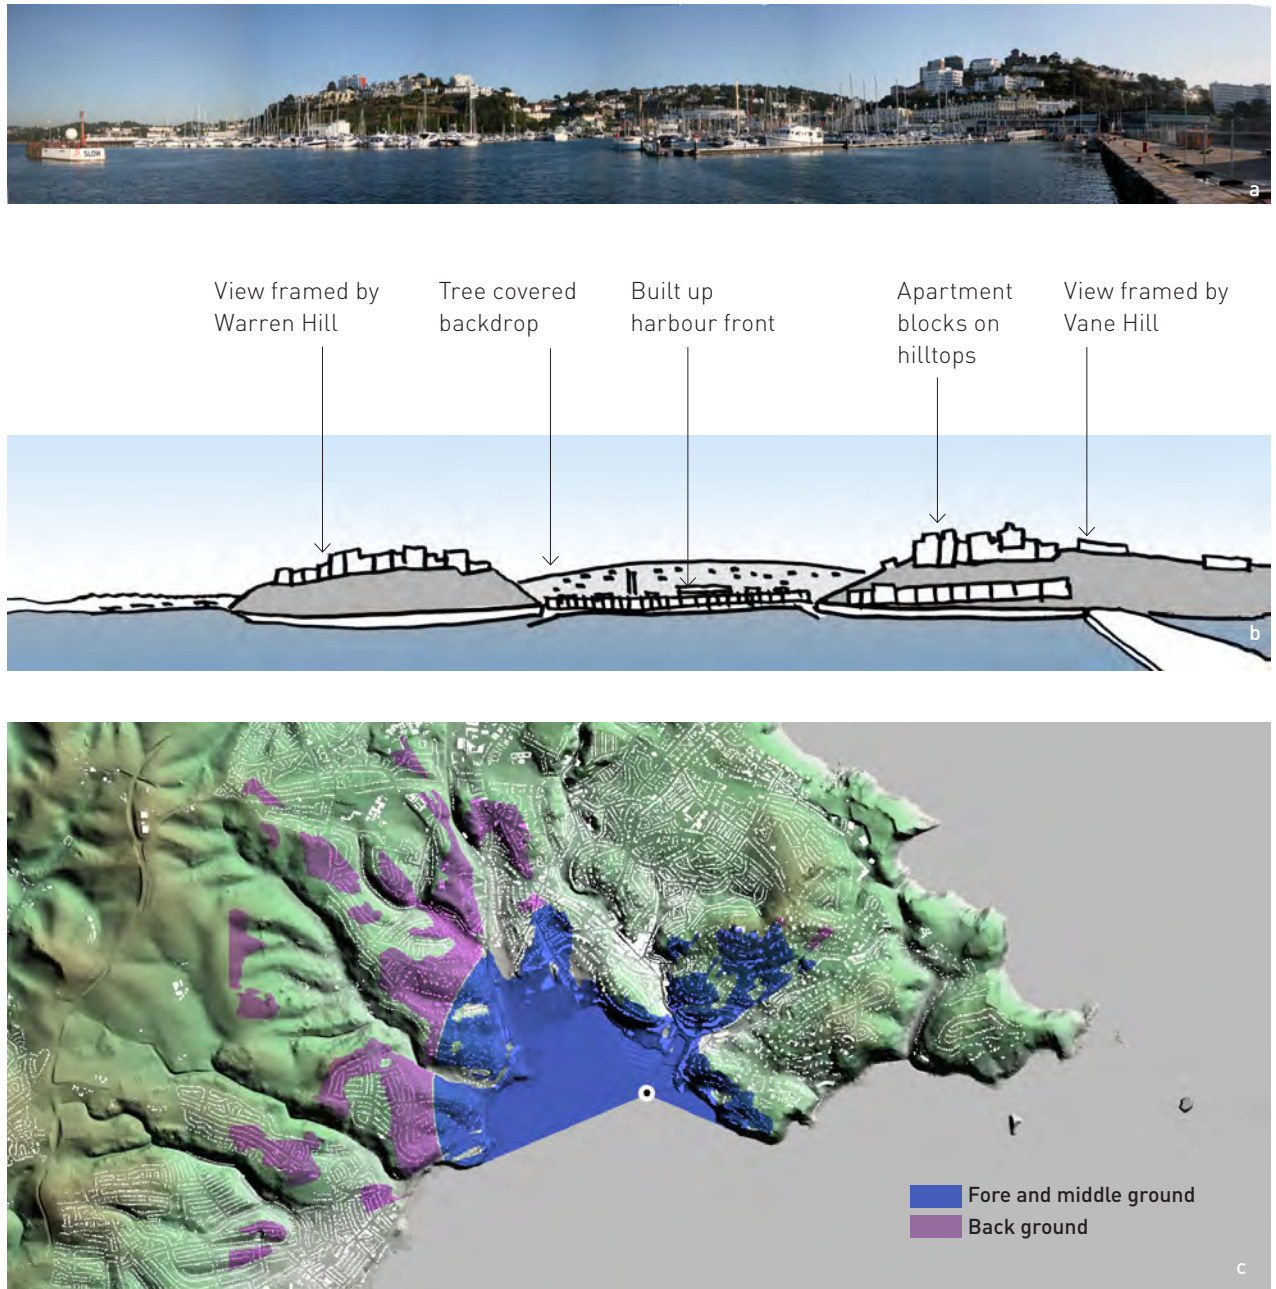 SLOW
a
View framed by
Warren Hill
Tree covered
backdrop
Built up
harbour front
Apartment
blocks on
hilltops
View framed by
Vane Hill
b
Fore and middle ground
Back ground
c